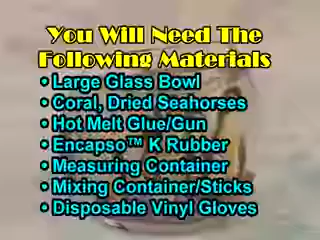 You Will Need The
Following Materials
• Large Glass Bowl
• Coral, Dried Seahorses
• Hot Melt Glue/Gun
• Encapso™ K Rubber
• Measuring Container
• Mixing Container/Sticks
• Disposable Vinyl Gloves